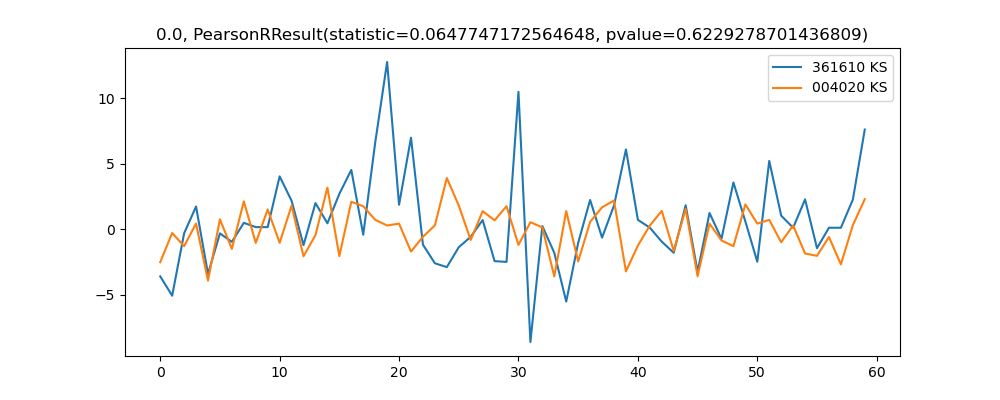 0.0, PearsonRResult(statistic=0.0647747172564648, pvalue=0.6229278701436809)
361610 KS
004020 KS
10
5
0
−5
0 10 20 30 40 50 60